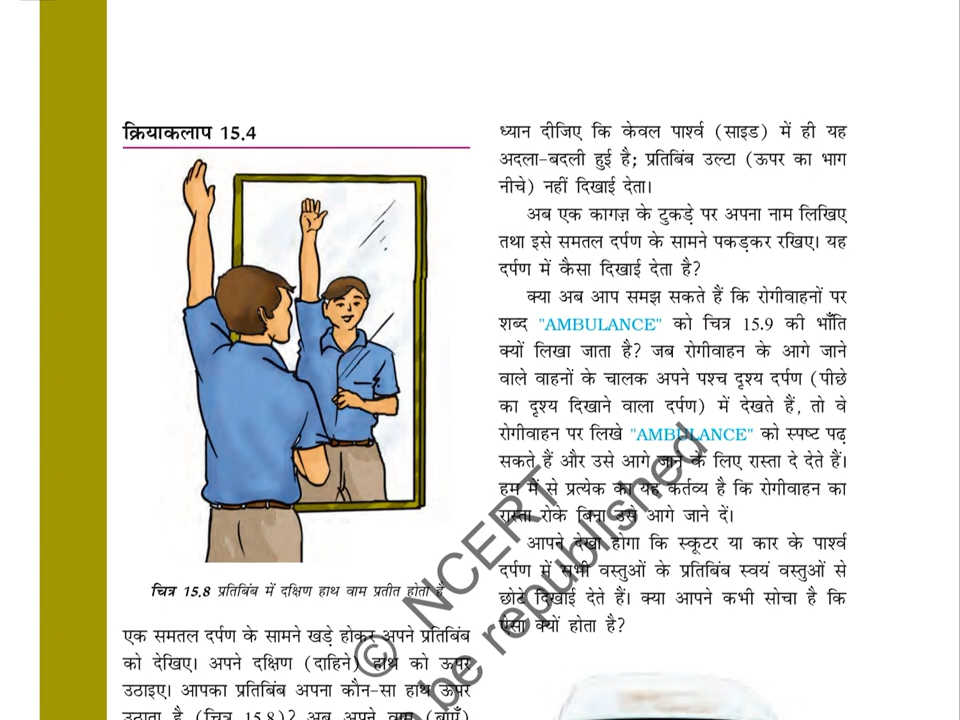 क्रियाकलाप 15.4
चित्र 15.8 प्रतिबिंब में दक्षिण हाथ वाम प्रतीत होता है
एक समतल दर्पण के सामने खड़े होकर अपने प्रतिबिंब
को देखिए। अपने दक्षिण (दाहिने) हाथ को ऊपर
उठाइए। आपका प्रतिबिंब अपना कौन-सा हाथ ऊपर
उठाता है (चित्र 15.8)? अब अपने वाम (बाएँ)
ध्यान दीजिए कि केवल पार्श्व (साइड) में ही यह
अदला-बदली हुई है; प्रतिबिंब उल्टा (ऊपर का भाग
नीचे) नहीं दिखाई देता।
अब एक कागज़ के टुकड़े पर अपना नाम लिखिए
तथा इसे समतल दर्पण के सामने पकड़कर रखिए। यह
दर्पण में कैसा दिखाई देता है?
क्या अब आप समझ सकते हैं कि रोगीवाहनों पर
शब्द "AMBULANCE" को चित्र 15.9 की भाँति
क्यों लिखा जाता है? जब रोगीवाहन के आगे जाने
वाले वाहनों के चालक अपने पश्च दृश्य दर्पण (पीछे
का दृश्य दिखाने वाला दर्पण) में देखते हैं, तो वे
रोगीवाहन पर लिखे "AMBULANCE" को स्पष्ट पढ़
सकते हैं और उसे आगे जाने के लिए रास्ता दे देते हैं।
हम में से प्रत्येक का यह कर्तव्य है कि रोगीवाहन का
रास्ता रोके बिना उसे आगे जाने दें।
आपने देखा होगा कि स्कूटर या कार के पार्श्व
दर्पण में सभी वस्तुओं के प्रतिबिंब स्वयं वस्तुओं से
छोटे दिखाई देते हैं। क्या आपने कभी सोचा है कि
ऐसा क्यों होता है?
© NCERT
be republished